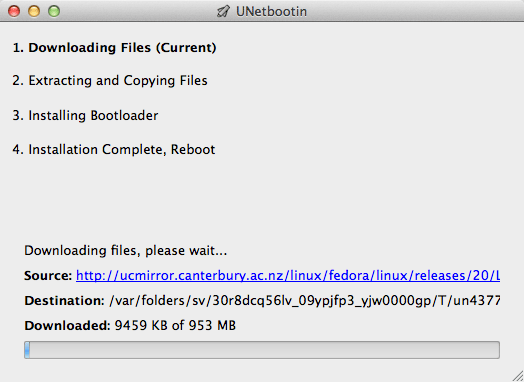 UNetbootin
1. Downloading Files (Current)
2. Extracting and Copying Files
3. Installing Bootloader
4. Installation Complete, Reboot
Downloading files, please wait...
Source: http://ucmirror.canterbury.ac.nz/linux/fedora/linux/releases/20/L
Destination: /var/folders/sv/30r8dcq56lv_09ypjfp3_yjw0000gp/T/un4377
Downloaded: 9459 KB of 953 MB